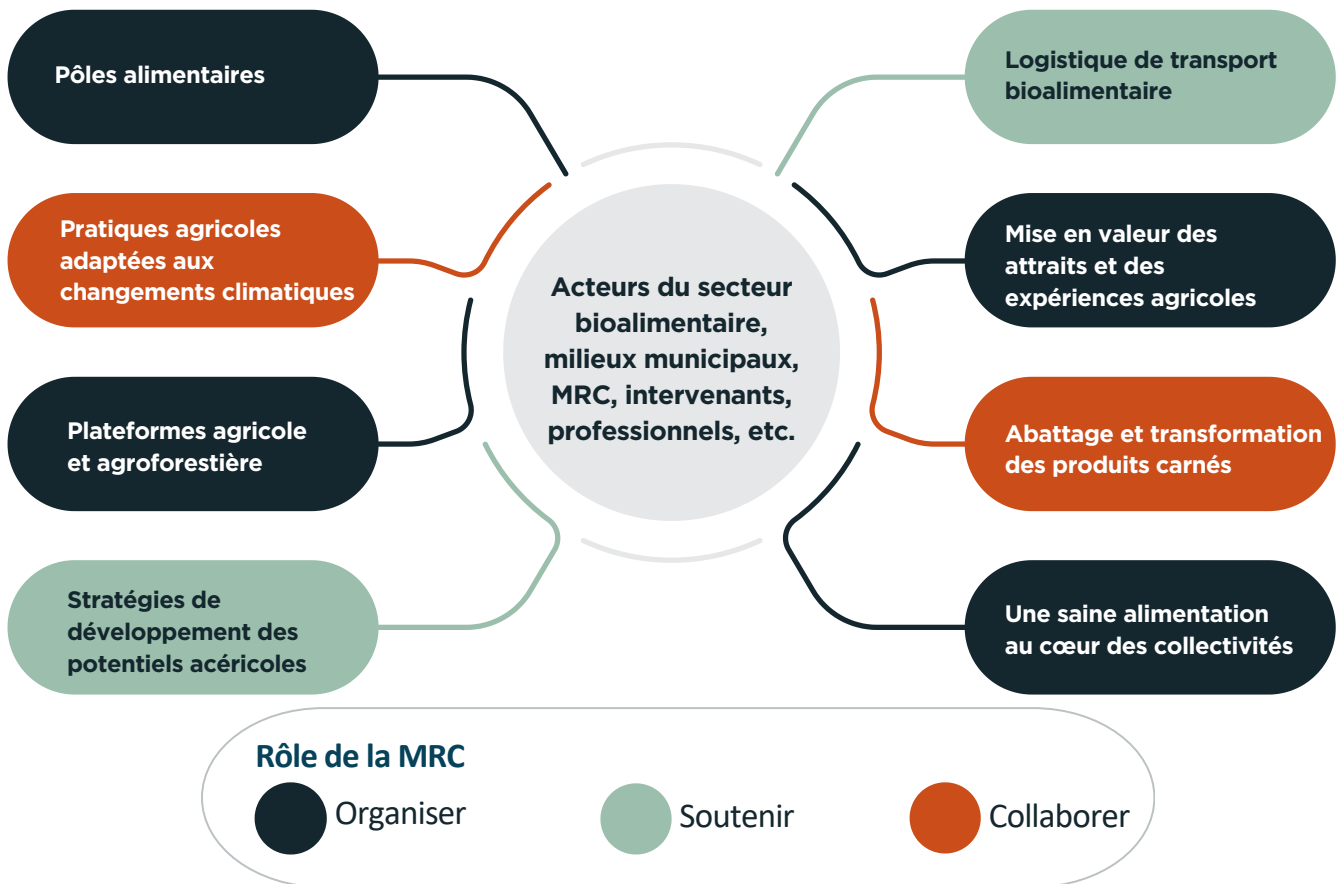 Pôles alimentaires
Pratiques agricoles
adaptées aux
changements climatiques
Plateformes agricole
et agroforestière
Stratégies de
développement des
potentiels acéricoles
Acteurs du secteur
bioalimentaire,
milieux municipaux,
MRC, intervenants,
professionnels, etc.
Logistique de transport
bioalimentaire
Mise en valeur des
attraits et des
expériences agricoles
Abattage et transformation
des produits carnés
Une saine alimentation
au cœur des collectivités
Rôle de la MRC
Organiser
Soutenir
Collaborer